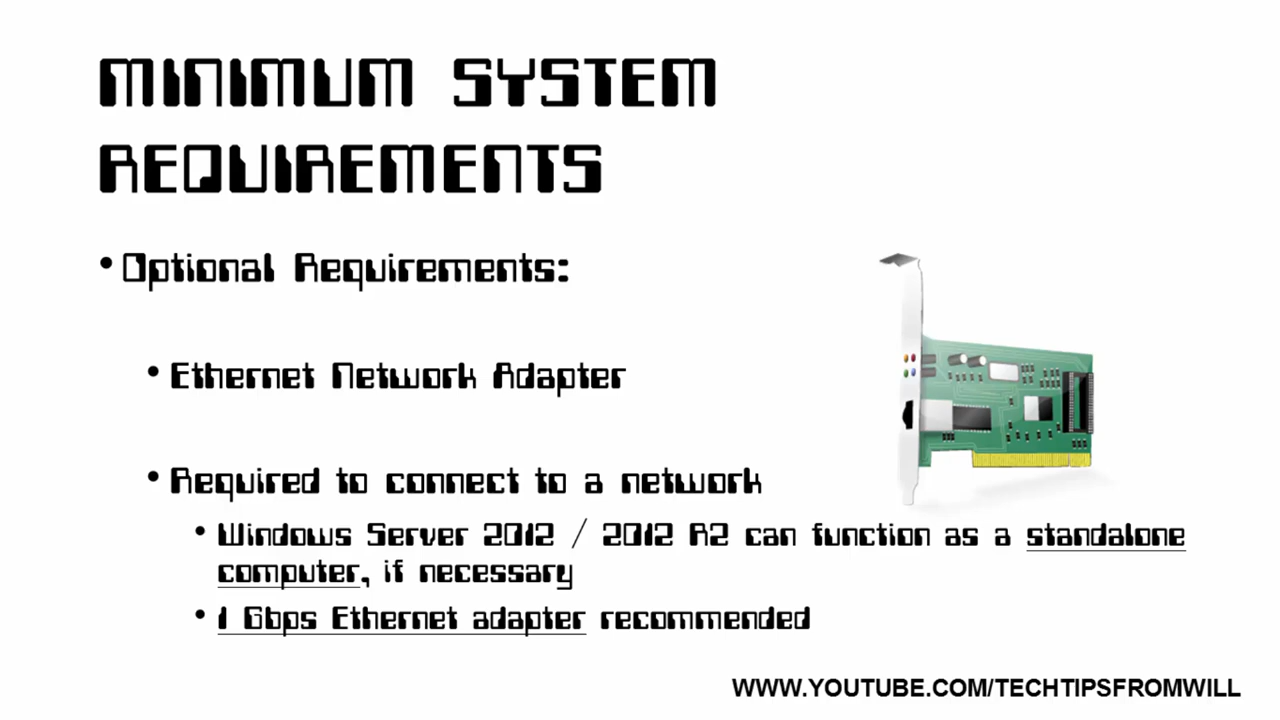 MINIMUM SYSTEM
REQUIREMENTS
• Optional Requirements:
• Ethernet Network Adapter
• Required to connect to a network
• Windows Server 2012 / 2012 R2 can function as a standalone
computer, if necessary
• 1 Gbps Ethernet adapter recommended
WWW.YOUTUBE.COM/TECHTIPSFROMWILL